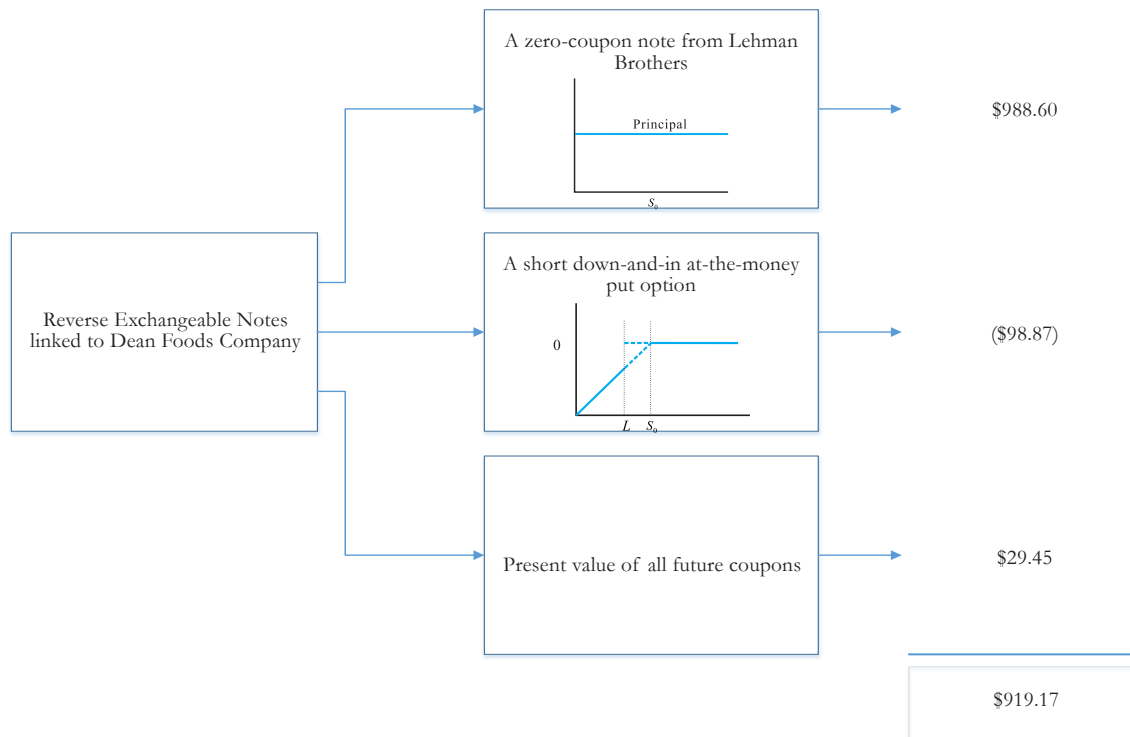 A zero-coupon note from Lehman
Brothers
Principal
S₀
$988.60
Reverse Exchangeable Notes
linked to Dean Foods Company
A short down-and-in at-the-money
put option
0
L S₀
($98.87)
Present value of all future coupons
$29.45
$919.17